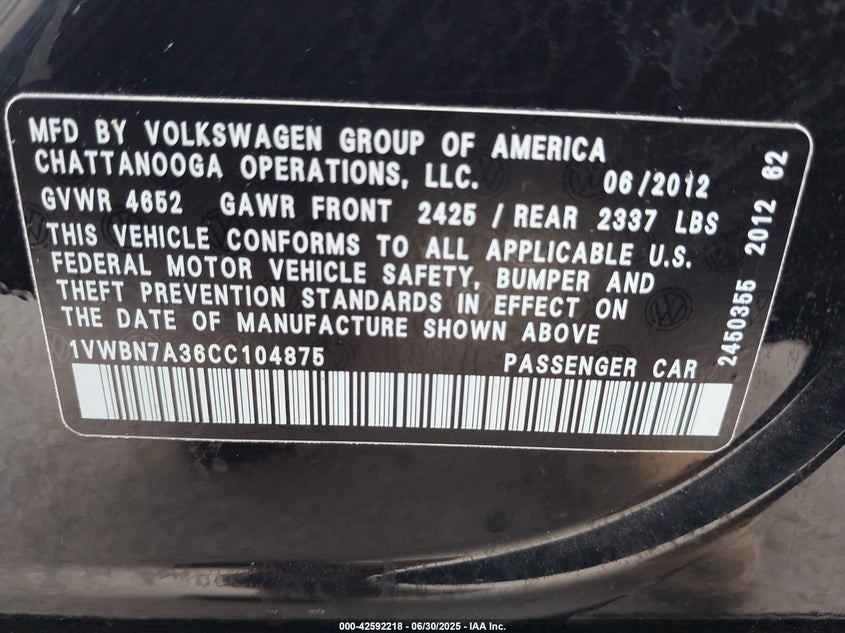 MFD BY VOLKSWAGEN GROUP OF AMERICA
CHATTANOOGA OPERATIONS, LLC. 06/2012
GVWR 4652 GAWR FRONT 2425 / REAR 2337 LBS
THIS VEHICLE CONFORMS TO ALL APPLICABLE U.S.
FEDERAL MOTOR VEHICLE SAFETY, BUMPER AND
THEFT PREVENTION STANDARDS IN EFFECT ON
THE DATE OF MANUFACTURE SHOWN ABOVE
1VWBN7A36CC104875 PASSENGER CAR
2450355 2012 62
000-42592218 - 06/30/2025 - IAA Inc.